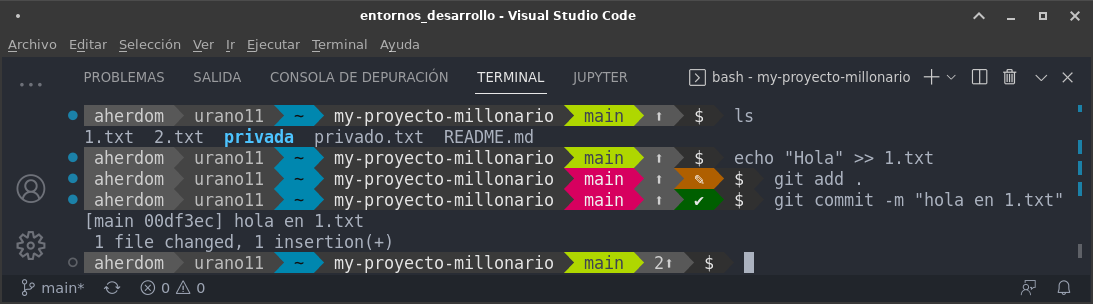 entornos_desarrollo - Visual Studio Code
Archivo Editar Selección Ver Ir Ejecutar Terminal Ayuda
PROBLEMAS SALIDA CONSOLA DE DEPURACIÓN TERMINAL JUPYTER bash - my-proyecto-millonario
aherdom urano11 ~ my-proyecto-millonario main ⬆ $ ls
1.txt 2.txt privada privado.txt README.md
aherdom urano11 ~ my-proyecto-millonario main ⬆ $ echo "Hola" >> 1.txt
aherdom urano11 ~ my-proyecto-millonario main ⬆ ✎ $ git add .
aherdom urano11 ~ my-proyecto-millonario main ⬆ ✔ $ git commit -m "hola en 1.txt"
[main 00df3ec] hola en 1.txt
1 file changed, 1 insertion(+)
aherdom urano11 ~ my-proyecto-millonario main 2⬆ $
main* 0 0